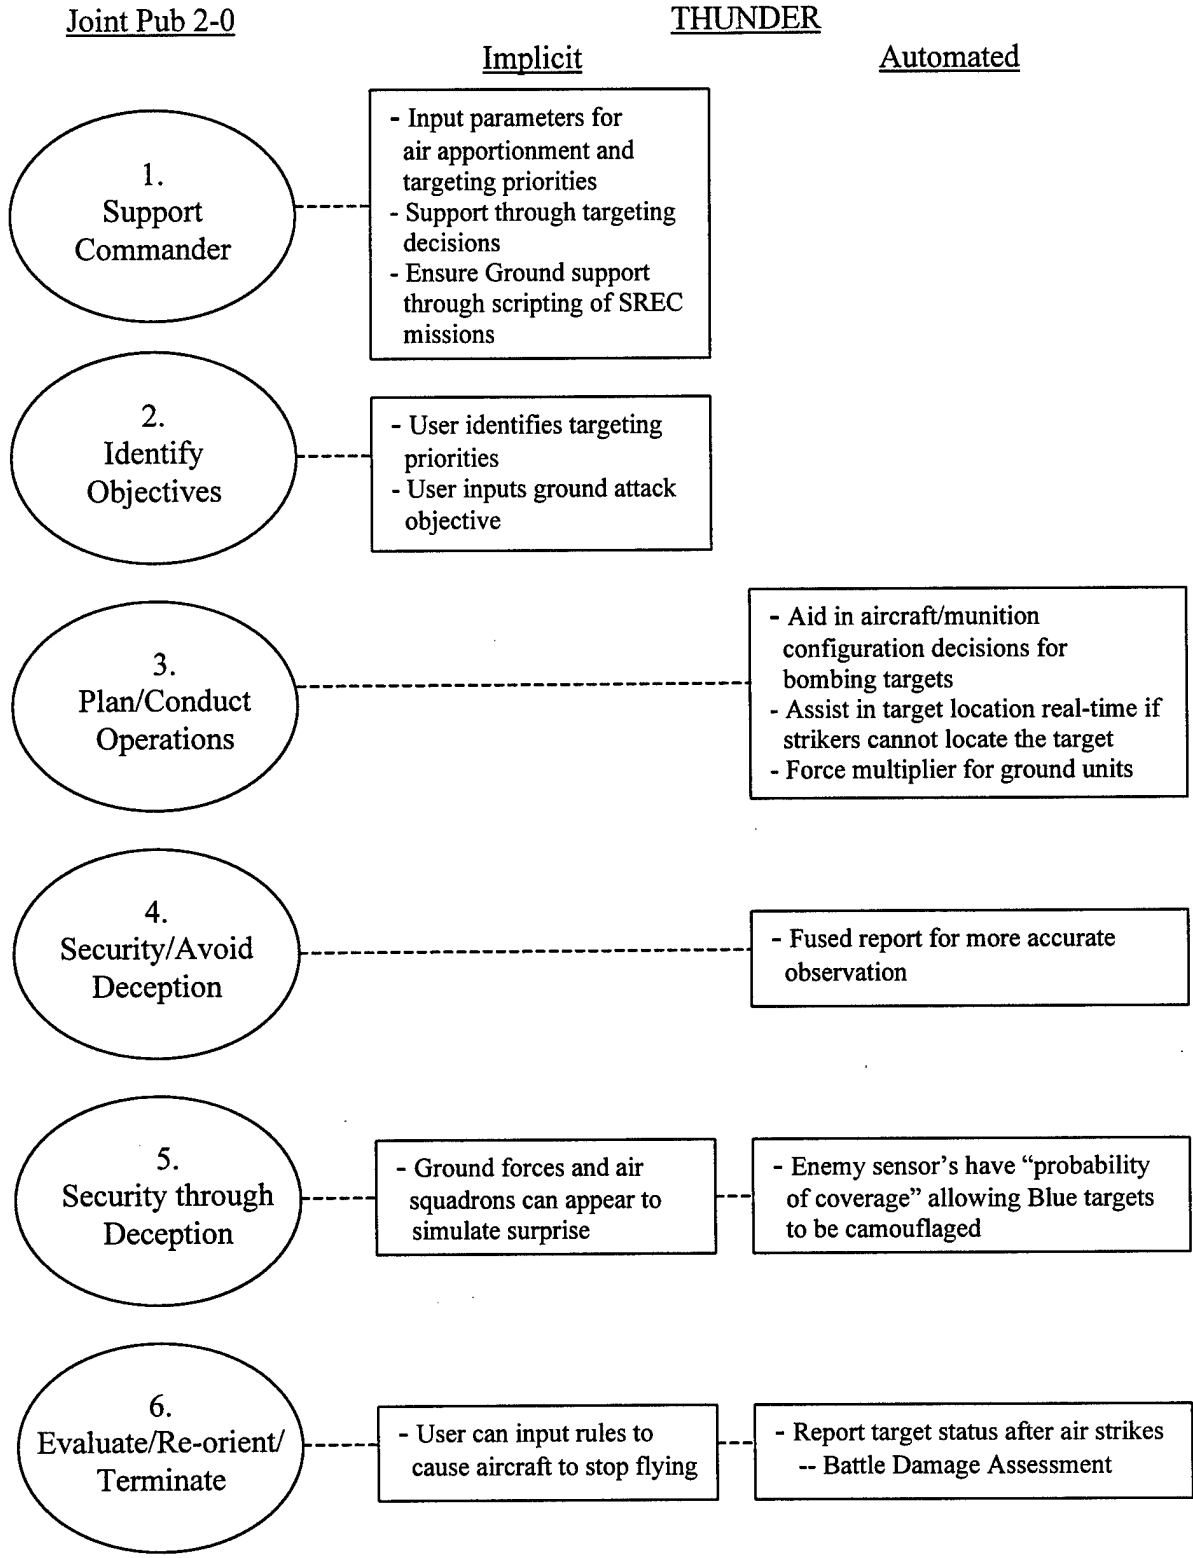 Joint Pub 2-0
THUNDER
Implicit
Automated
1.
Support
Commander
- Input parameters for
air apportionment and
targeting priorities
- Support through targeting
decisions
- Ensure Ground support
through scripting of SREC
missions
2.
Identify
Objectives
- User identifies targeting
priorities
- User inputs ground attack
objective
3.
Plan/Conduct
Operations
- Aid in aircraft/munition
configuration decisions for
bombing targets
- Assist in target location real-time if
strikers cannot locate the target
- Force multiplier for ground units
4.
Security/Avoid
Deception
- Fused report for more accurate
observation
5.
Security through
Deception
- Ground forces and air
squadrons can appear to
simulate surprise
- Enemy sensor's have “probability
of coverage” allowing Blue targets
to be camouflaged
6.
Evaluate/Re-orient/
Terminate
- User can input rules to
cause aircraft to stop flying
- Report target status after air strikes
-- Battle Damage Assessment